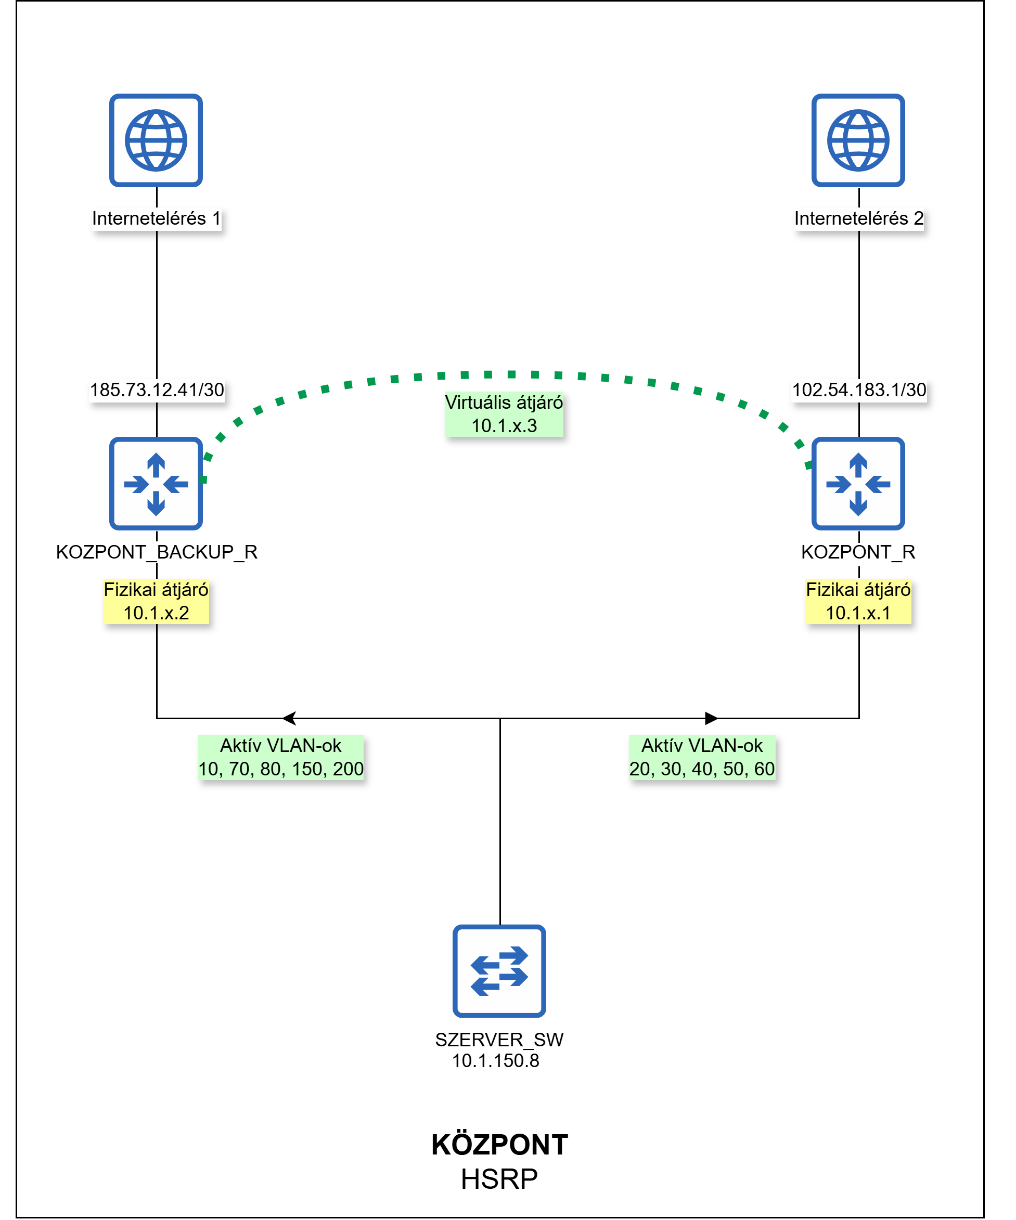 Internetelérés 1
Internetelérés 2
185.73.12.41/30
102.54.183.1/30
Virtuális átjáró
10.1.x.3
KOZPONT_BACKUP_R
KOZPONT_R
Fizikai átjáró
10.1.x.2
Fizikai átjáró
10.1.x.1
Aktív VLAN-ok
10, 70, 80, 150, 200
Aktív VLAN-ok
20, 30, 40, 50, 60
SZERVER_SW
10.1.150.8
KÖZPONT
HSRP